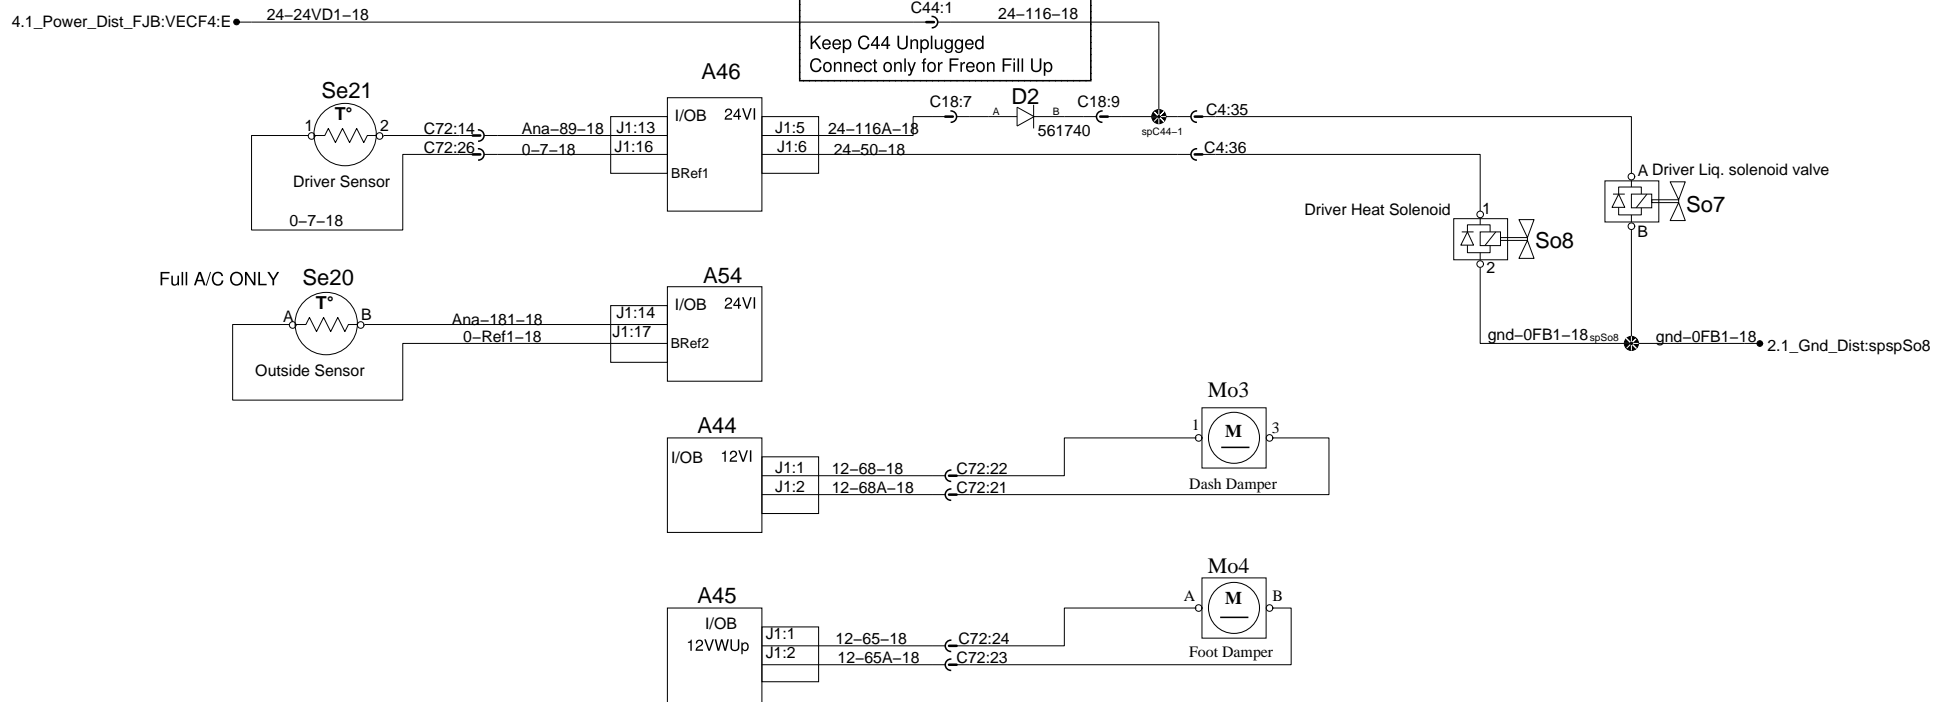 4.1_Power_Dist_FJB:VECF4:E
24−24VD1−18
C44:1
24−116−18
Keep C44 Unplugged
Connect only for Freon Fill Up
A46
Se21
T°
1
2
Driver Sensor
C72:14
C72:26
Ana−89−18
0−7−18
0−7−18
J1:13
J1:16
I/OB
24VI
BRef1
J1:5
J1:6
24−116A−18
24−50−18
C18:7
D2
A
B
561740
C18:9
spC44−1
C4:35
C4:36
A
Driver Liq. solenoid valve
So7
B
Driver Heat Solenoid
1
So8
2
gnd−0FB1−18
spSo8
gnd−0FB1−18
2.1_Gnd_Dist:spspSo8
Full A/C ONLY
Se20
T°
A
B
Outside Sensor
Ana−181−18
0−Ref1−18
A54
J1:14
J1:17
I/OB
24VI
BRef2
A44
I/OB
12VI
J1:1
J1:2
12−68−18
12−68A−18
C72:22
C72:21
Mo3
1
M
3
Dash Damper
A45
I/OB
12VWUp
J1:1
J1:2
12−65−18
12−65A−18
C72:24
C72:23
Mo4
A
M
B
Foot Damper